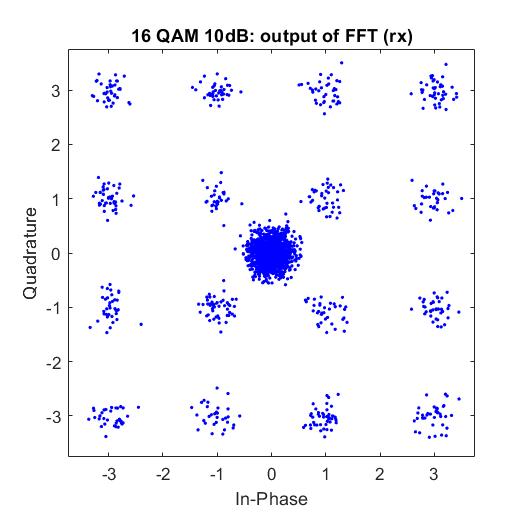 16 QAM 10dB: output of FFT (rx)
3
2
1
0
-1
-2
-3
Quadrature
-3 -2 -1 0 1 2 3
In-Phase